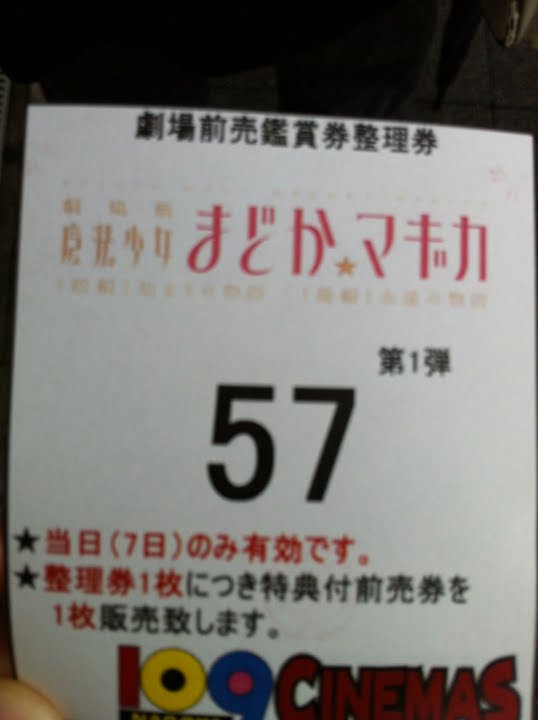 劇場前売鑑賞券整理券
劇場版
魔法少女まどか★マギカ
第1弾
57
★当日(7日)のみ有効です。
★整理券1枚につき特典付前売券を
1枚販売致します。
109CINEMAS